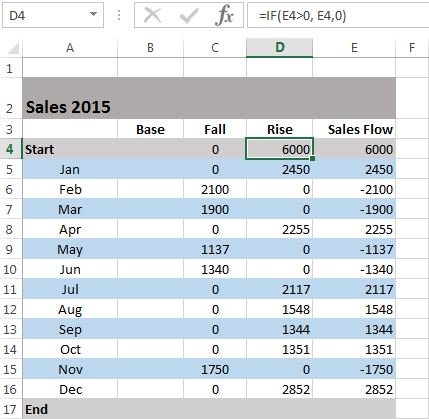 D4 fx =IF(E4>0, E4,0)
A B C D E F
1
2 Sales 2015
3 Base Fall Rise Sales Flow
4 Start 0 6000 6000
5 Jan 0 2450 2450
6 Feb 2100 0 -2100
7 Mar 1900 0 -1900
8 Apr 0 2255 2255
9 May 1137 0 -1137
10 Jun 1340 0 -1340
11 Jul 0 2117 2117
12 Aug 0 1548 1548
13 Sep 0 1344 1344
14 Oct 0 1351 1351
15 Nov 1750 0 -1750
16 Dec 0 2852 2852
17 End